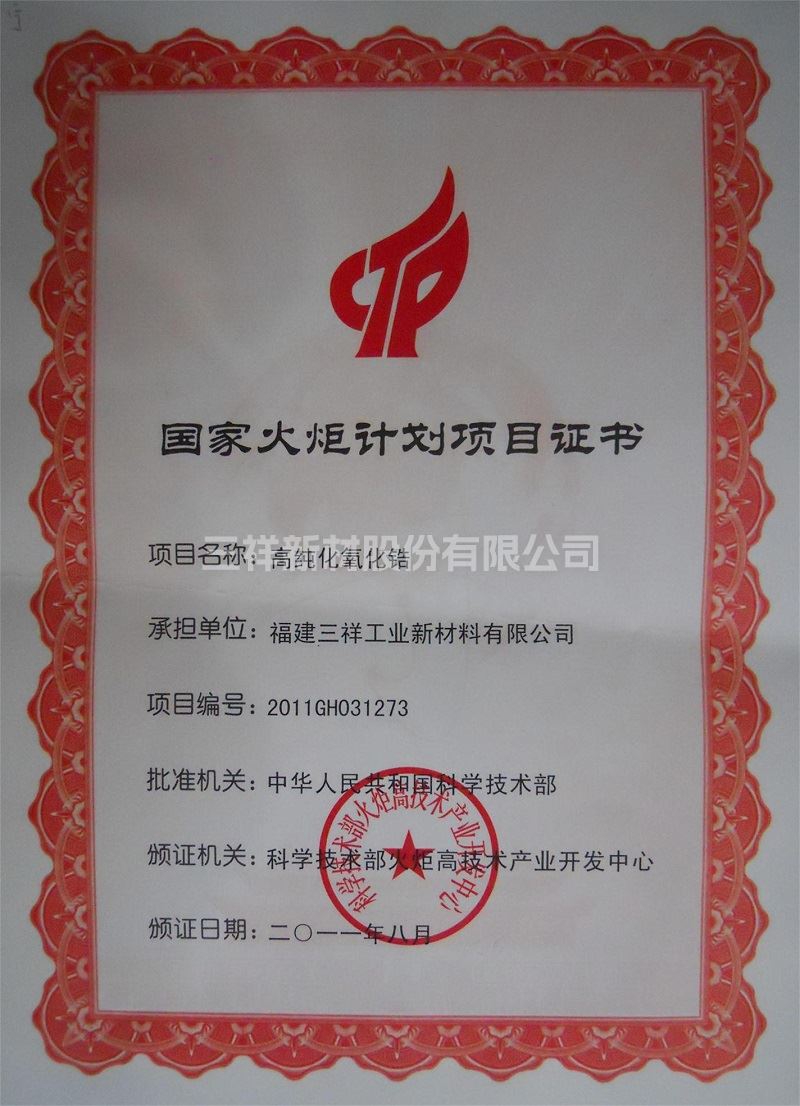 CTP
国家火炬计划项目证书
三祥新材股份有限公司
项目名称：高纯化氧化锆
承担单位：福建三祥工业新材料有限公司
项目编号：2011GH031273
批准机关：中华人民共和国科学技术部
科学技术部火炬高技术产业开发中心
颁证机关：科学技术部火炬高技术产业开发中心
颁证日期：二〇一一年八月